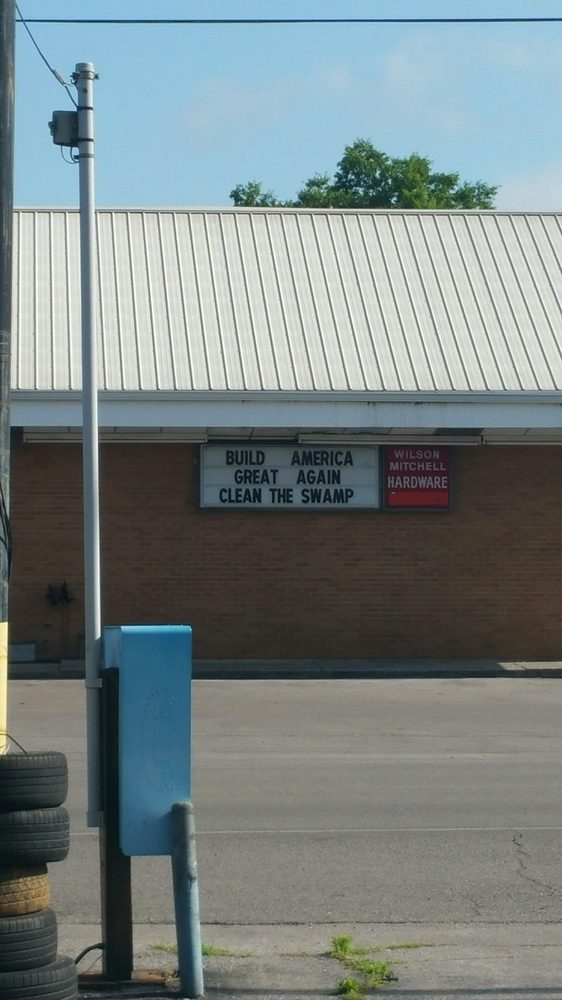 BUILD AMERICA
GREAT AGAIN
CLEAN THE SWAMP
WILSON
MITCHELL
HARDWARE